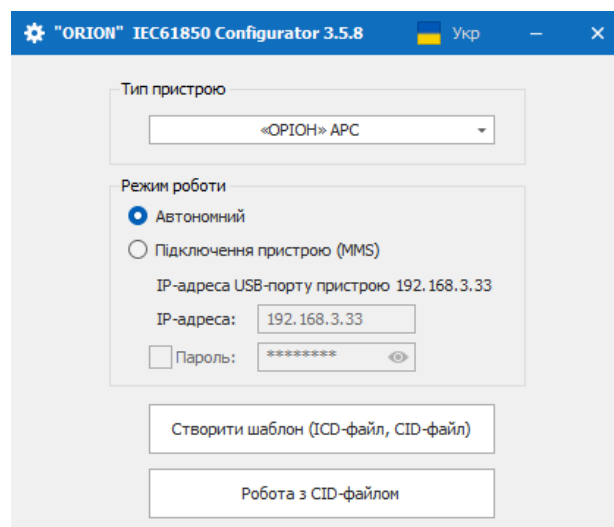 "ORION" IEC61850 Configurator 3.5.8 Укр
Тип пристрою
«ОРІОН» АРС
Режим роботи
Автономний
Підключення пристрою (MMS)
IP-адреса USB-порту пристрою 192.168.3.33
IP-адреса: 192.168.3.33
Пароль: ********
Створити шаблон (ICD-файл, CID-файл)
Робота з CID-файлом